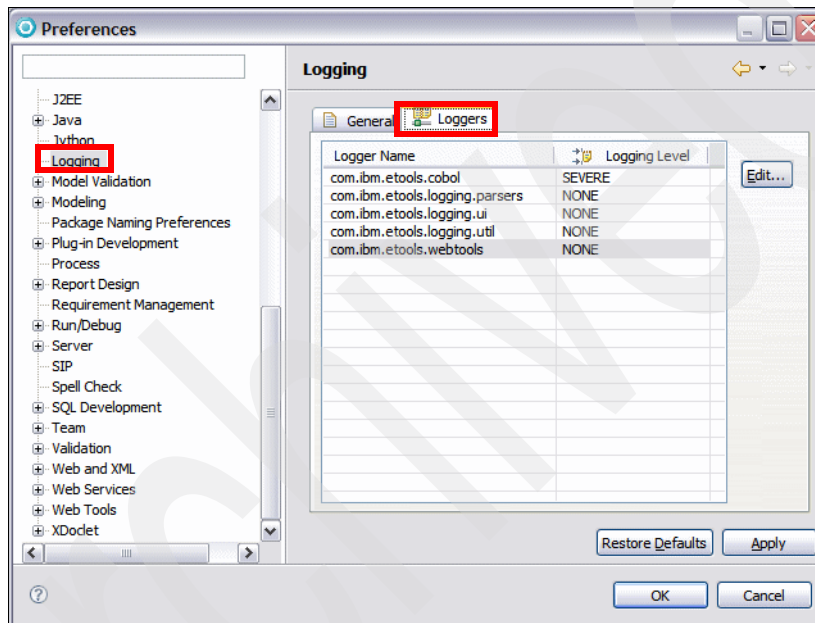 Preferences
Logging
J2EE
Java
Jython
Logging
Model Validation
Modeling
Package Naming Preferences
Plug-in Development
Process
Report Design
Requirement Management
Run/Debug
Server
SIP
Spell Check
SQL Development
Team
Validation
Web and XML
Web Services
Web Tools
XDoclet
General Loggers
Logger Name Logging Level
com.ibm.etools.cobol SEVERE
com.ibm.etools.logging.parsers NONE
com.ibm.etools.logging.ui NONE
com.ibm.etools.logging.util NONE
com.ibm.etools.webtools NONE
Edit...
Restore Defaults Apply
OK Cancel